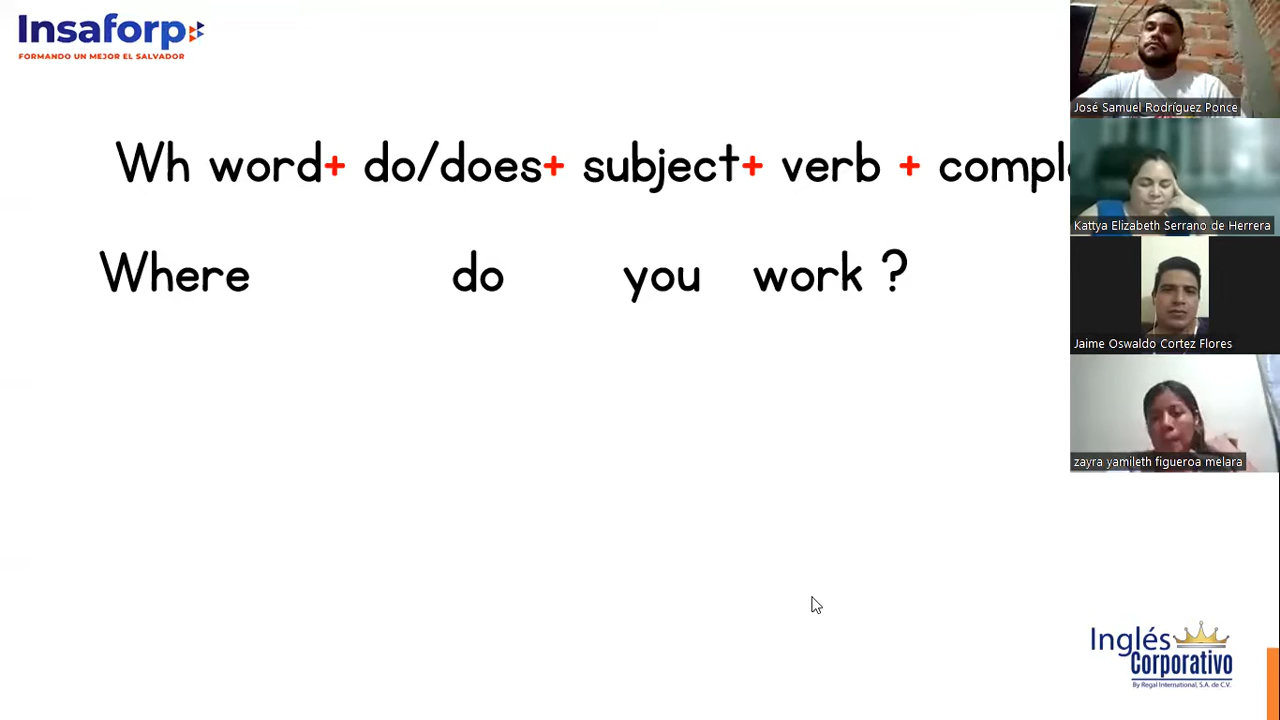 Insaforp
FORMANDO UN MEJOR EL SALVADOR
Wh word+ do/does+ subject+ verb + comple
Where do you work ?
José Samuel Rodríguez Ponce
Kattya Elizabeth Serrano de Herrera
Jaime Oswaldo Cortez Flores
zayra yamileth figueroa melara
Inglés
Corporativo
By Regal International, S.A. de C.V.